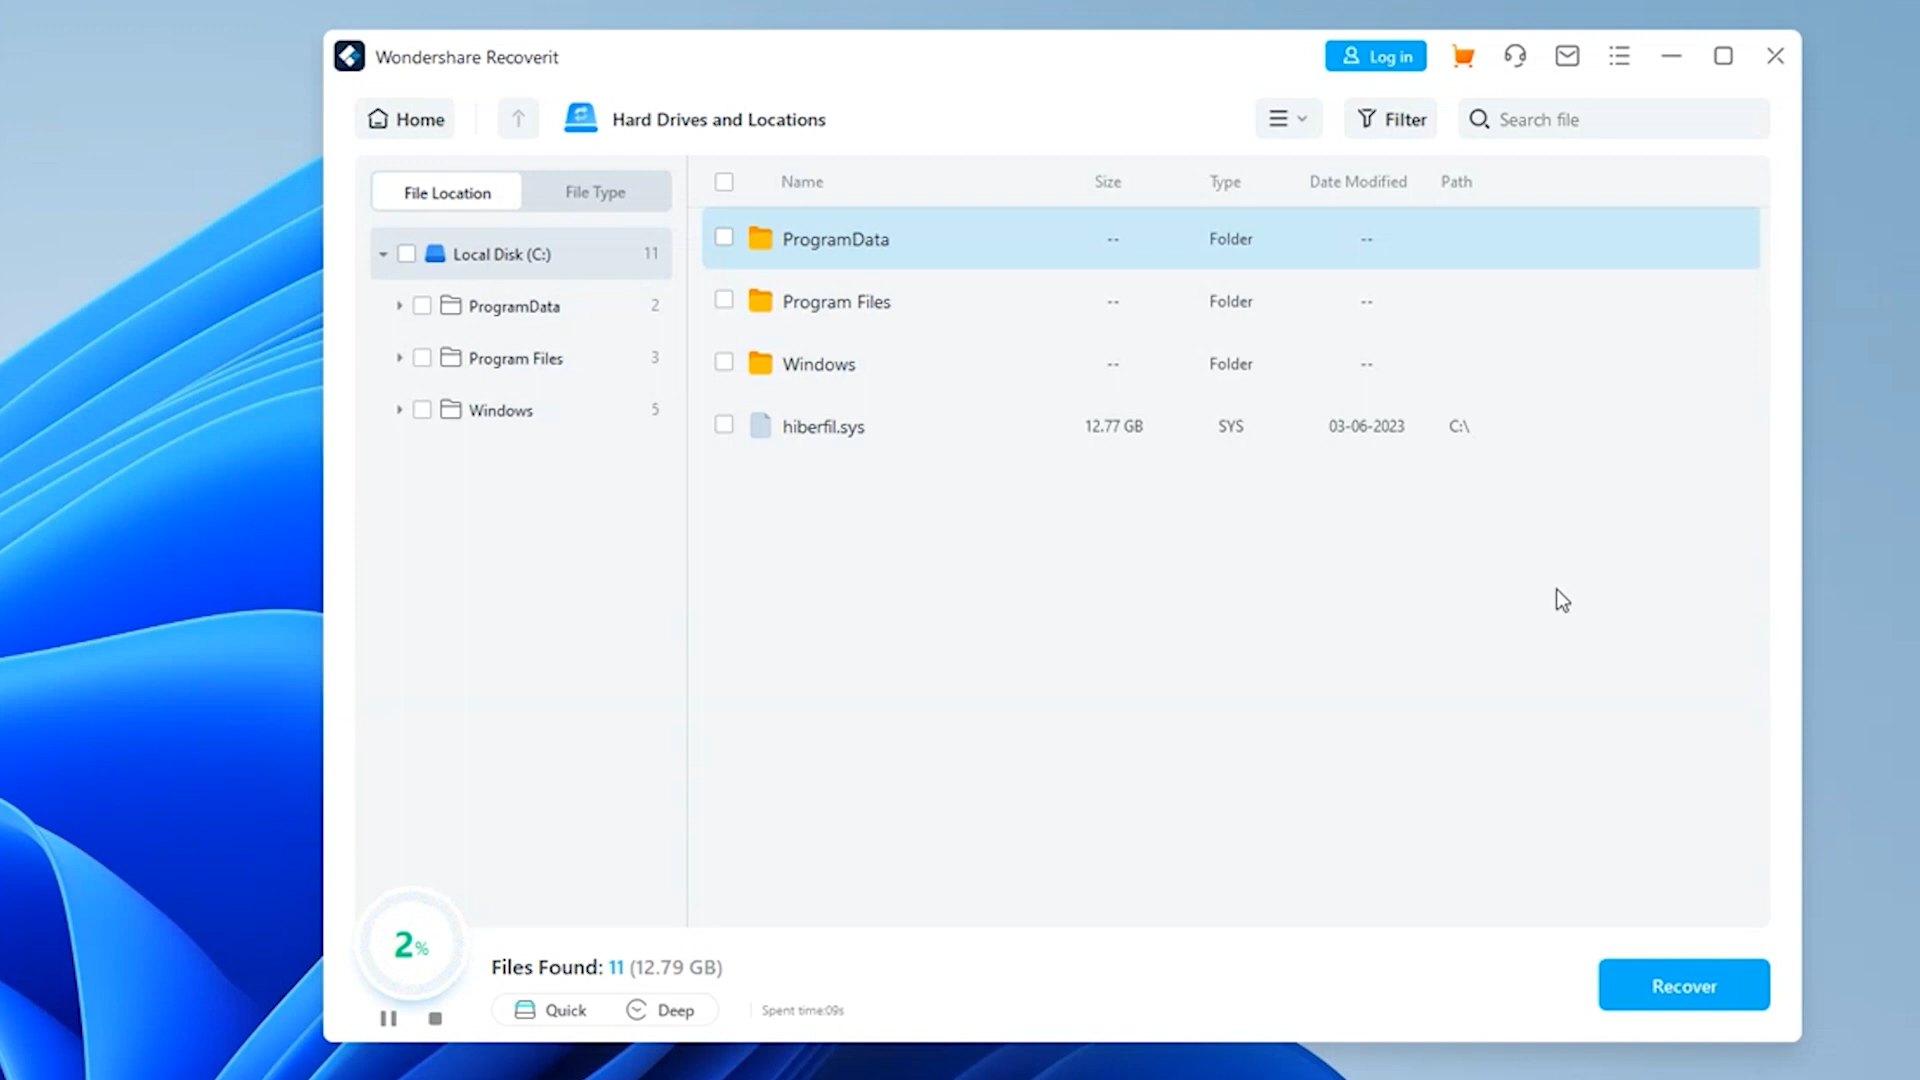 Wondershare Recoverit
Log in
Home
Hard Drives and Locations
Filter
Search file
File Location
File Type
Name Size Type Date Modified Path
Local Disk (C:) 11
ProgramData 2
Program Files 3
Windows 5
ProgramData -- Folder --
Program Files -- Folder --
Windows -- Folder --
hiberfil.sys 12.77 GB SYS 03-06-2023 C:\
2%
Files Found: 11 (12.79 GB)
Quick Deep Spent time:09s
Recover